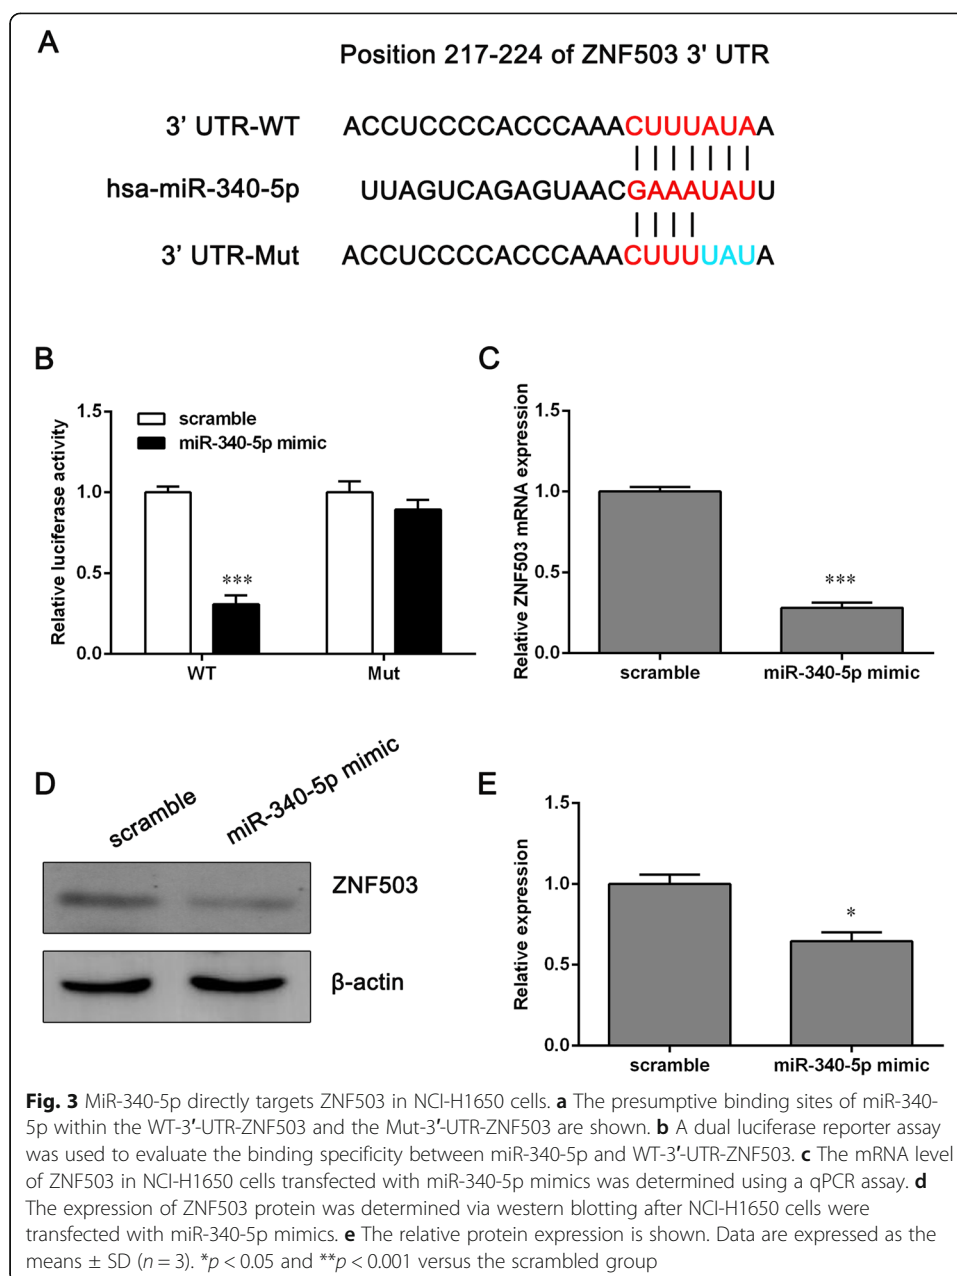 A
Position 217-224 of ZNF503 3' UTR
3' UTR-WT ACCUCCCCACCCAAACUUUAUAA
hsa-miR-340-5p UUAGUCAGAGUAACGAAAUAUU
3' UTR-Mut ACCUCCCCACCCAAACUUUUAUA
B
Relative luciferase activity
1.5
1.0
0.5
0.0
scramble
miR-340-5p mimic
***
WT Mut
C
Relative ZNF503 mRNA expression
1.5
1.0
0.5
0.0
***
scramble miR-340-5p mimic
D
scramble miR-340-5p mimic
ZNF503
β-actin
E
Relative expression
1.5
1.0
0.5
0.0
*
scramble miR-340-5p mimic
Fig. 3 MiR-340-5p directly targets ZNF503 in NCI-H1650 cells. a The presumptive binding sites of miR-340-
5p within the WT-3′-UTR-ZNF503 and the Mut-3′-UTR-ZNF503 are shown. b A dual luciferase reporter assay
was used to evaluate the binding specificity between miR-340-5p and WT-3′-UTR-ZNF503. c The mRNA level
of ZNF503 in NCI-H1650 cells transfected with miR-340-5p mimics was determined using a qPCR assay. d
The expression of ZNF503 protein was determined via western blotting after NCI-H1650 cells were
transfected with miR-340-5p mimics. e The relative protein expression is shown. Data are expressed as the
means ± SD (n = 3). *p < 0.05 and **p < 0.001 versus the scrambled group